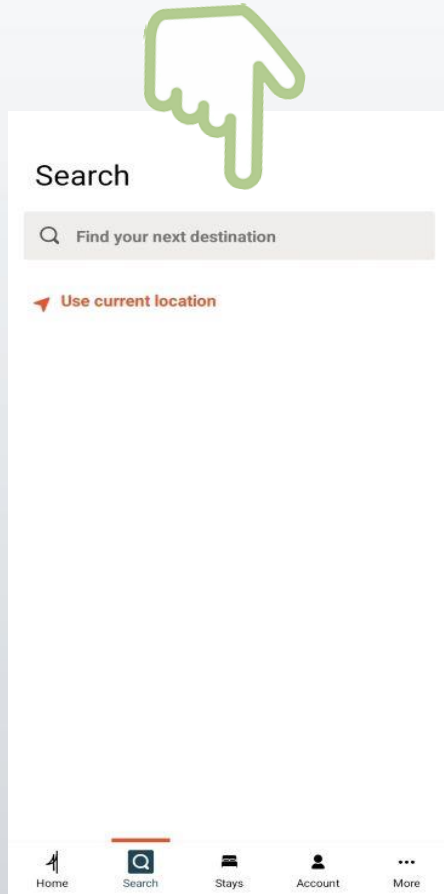 Search
Find your next destination
Use current location
Home Search Stays Account More